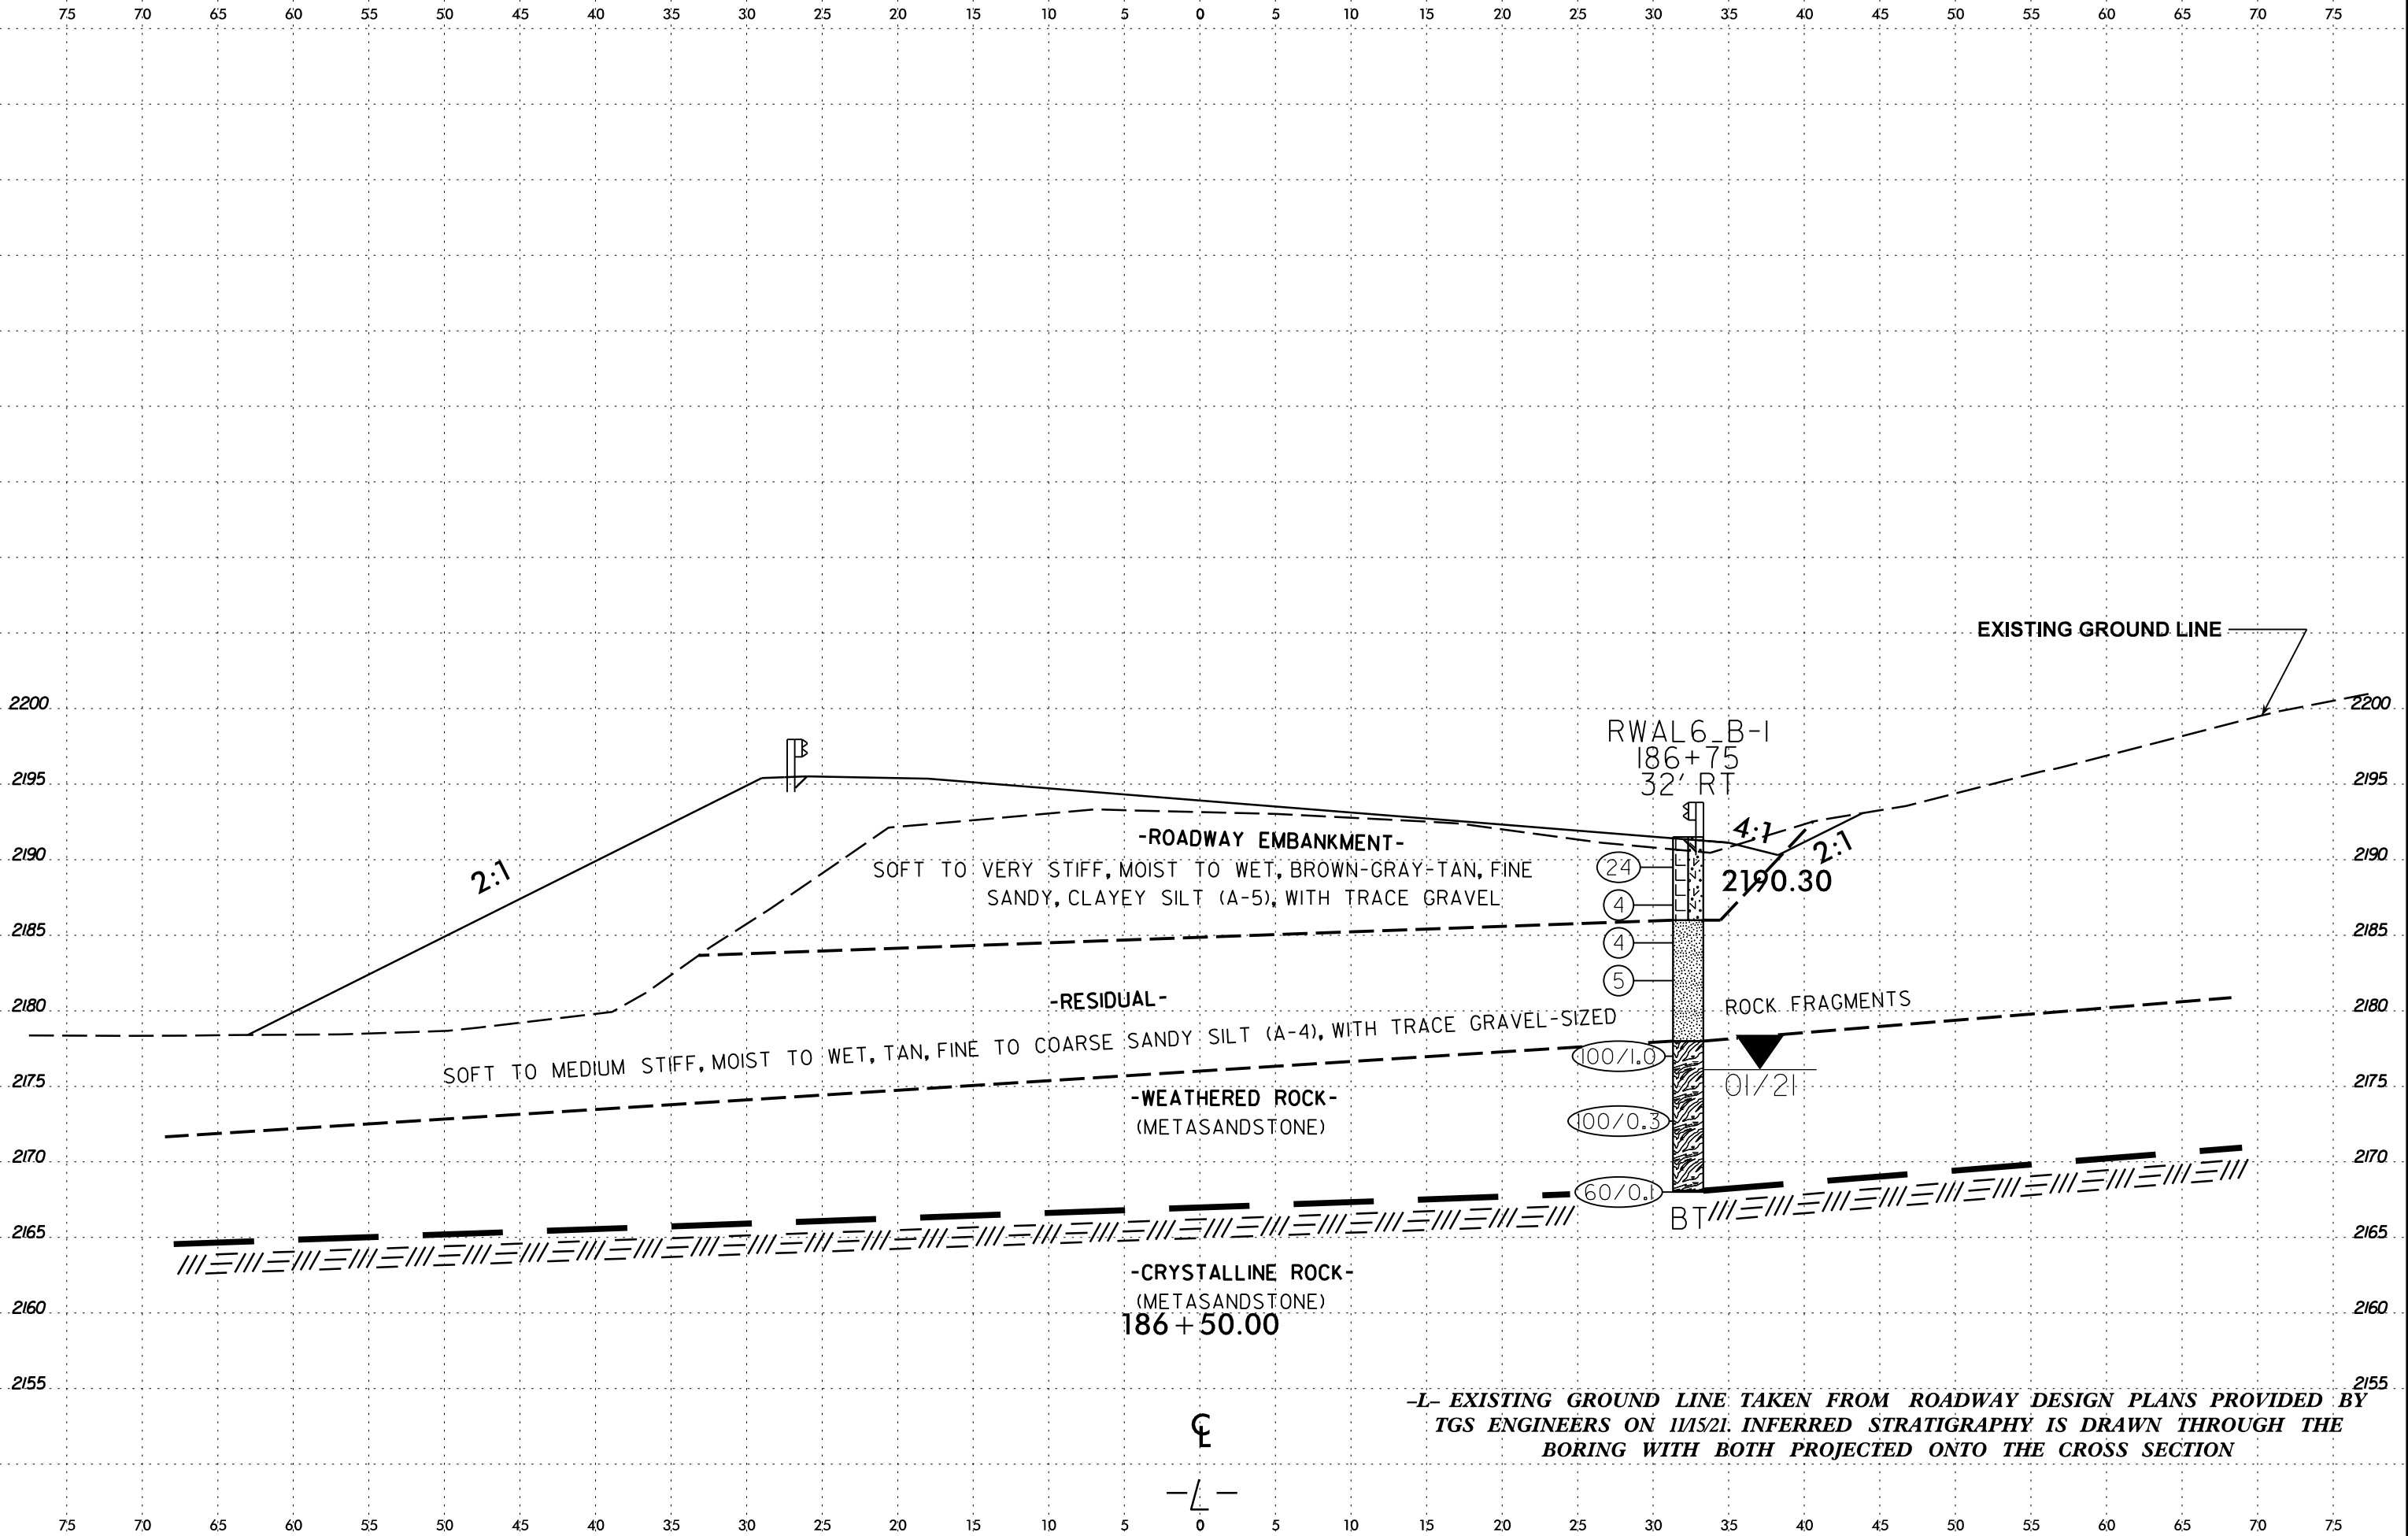 75 70 65 60 55 50 45 40 35 30 25 20 15 10 5 0 5 10 15 20 25 30 35 40 45 50 55 60 65 70 75
EXISTING GROUND LINE
2200 2200
RWAL6_B-1
186+75
32' RT
2195 2195
4:1
2:1
-ROADWAY EMBANKMENT-
2190 2190
SOFT TO VERY STIFF, MOIST TO WET, BROWN-GRAY-TAN, FINE
24
2:1
2190.30
SANDY, CLAYEY SILT (A-5), WITH TRACE GRAVEL
4
2185 2185
4
5
-RESIDUAL-
2180 2180
SOFT TO MEDIUM STIFF, MOIST TO WET, TAN, FINE TO COARSE SANDY SILT (A-4), WITH TRACE GRAVEL-SIZED ROCK FRAGMENTS
100/1.0
2175 2175
01/21
-WEATHERED ROCK-
(METASANDSTONE)
100/0.3
2170 2170
60/0.1
BT
2165 2165
-CRYSTALLINE ROCK-
(METASANDSTONE)
2160 2160
186+50.00
2155 2155
-L- EXISTING GROUND LINE TAKEN FROM ROADWAY DESIGN PLANS PROVIDED BY
TGS ENGINEERS ON 11/15/21. INFERRED STRATIGRAPHY IS DRAWN THROUGH THE
BORING WITH BOTH PROJECTED ONTO THE CROSS SECTION
℄
-L-
75 70 65 60 55 50 45 40 35 30 25 20 15 10 5 0 5 10 15 20 25 30 35 40 45 50 55 60 65 70 75